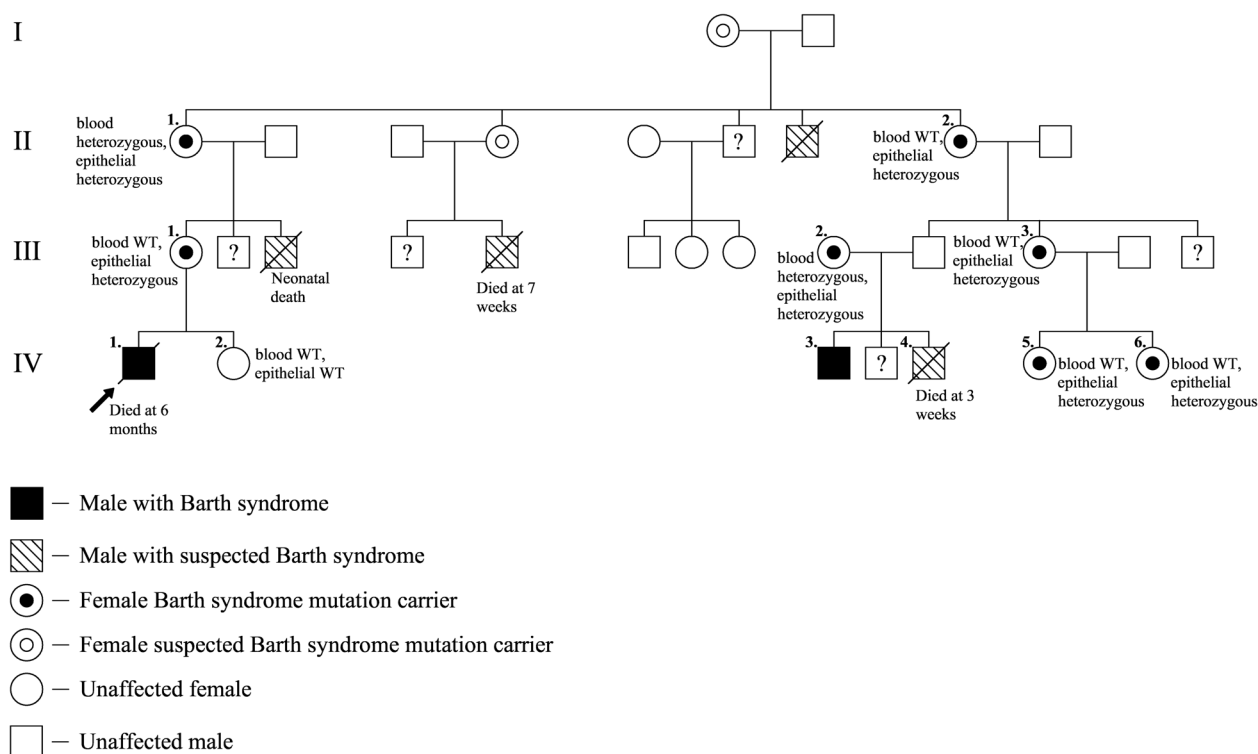 I
II
1.
blood
heterozygous,
epithelial
heterozygous
?
2.
blood WT,
epithelial
heterozygous
III
1.
blood WT,
epithelial
heterozygous
?
Neonatal
death
?
Died at 7
weeks
2.
blood
heterozygous,
epithelial
heterozygous
3.
blood WT,
epithelial
heterozygous
?
IV
1.
Died at 6
months
2.
blood WT,
epithelial WT
3.
?
4.
Died at 3
weeks
5.
blood WT,
epithelial
heterozygous
6.
blood WT,
epithelial
heterozygous
— Male with Barth syndrome
— Male with suspected Barth syndrome
— Female Barth syndrome mutation carrier
— Female suspected Barth syndrome mutation carrier
— Unaffected female
— Unaffected male